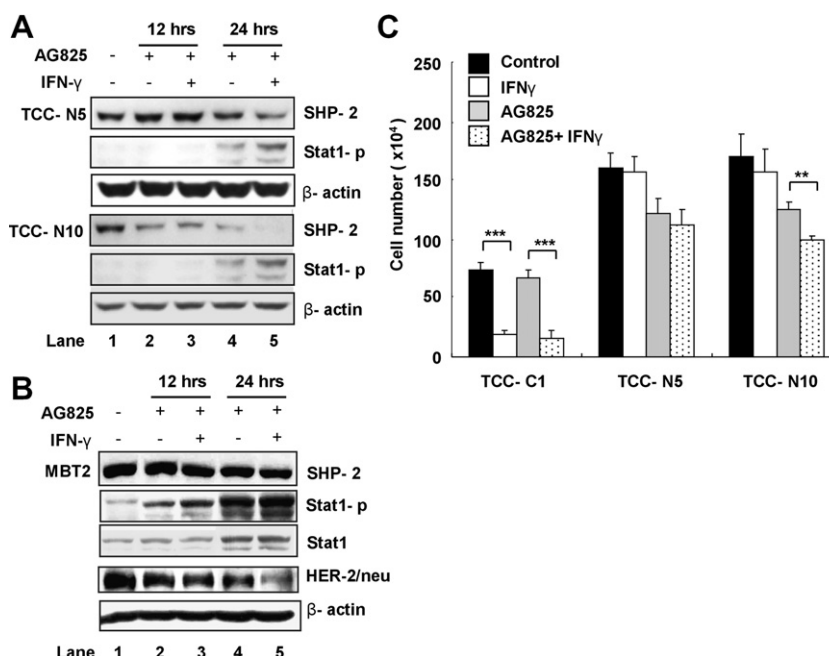 A
12 hrs 24 hrs
AG825 - + + + +
IFN-γ - - + - +
TCC- N5 SHP- 2
Stat1- p
β- actin
TCC- N10 SHP- 2
Stat1- p
β- actin
Lane 1 2 3 4 5
B
12 hrs 24 hrs
AG825 - + + + +
IFN-γ - - + - +
MBT2 SHP- 2
Stat1- p
Stat1
HER-2/neu
β- actin
Lane 1 2 3 4 5
C
Cell number ( x10⁴)
250
200
150
100
50
0
Control
IFNγ
AG825
AG825+ IFNγ
*** *** **
TCC- C1 TCC- N5 TCC- N10